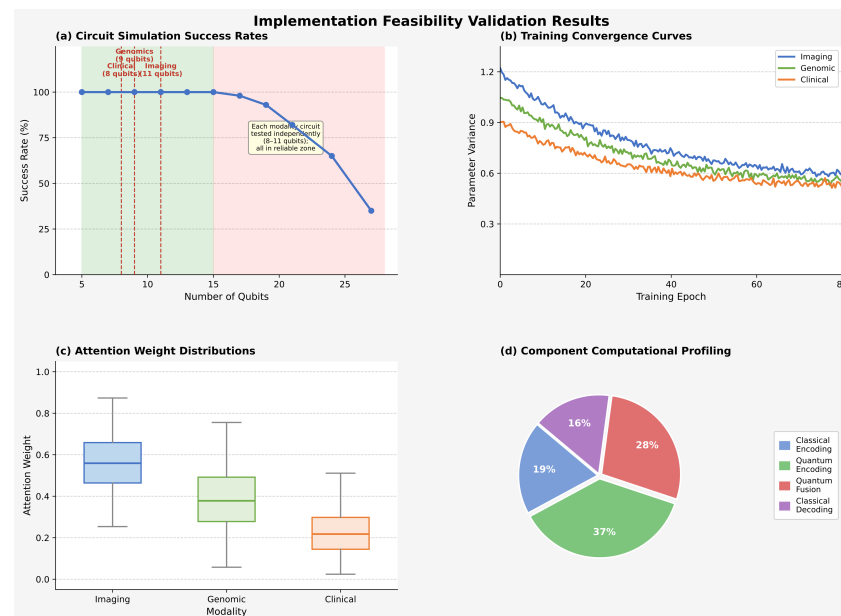 Implementation Feasibility Validation Results
(a) Circuit Simulation Success Rates
Genomics
(9 qubits)
Clinical
(8 qubits)
Imaging
(11 qubits)
Each modality circuit
tested independently
(8–11 qubits);
all in reliable zone
Success Rate (%)
100
75
50
25
0
5
10
15
20
25
Number of Qubits
(b) Training Convergence Curves
Imaging
Genomic
Clinical
Parameter Variance
1.2
0.9
0.6
0.3
0
20
40
60
Training Epoch
(c) Attention Weight Distributions
Attention Weight
1.0
0.8
0.6
0.4
0.2
0.0
Imaging
Genomic
Clinical
Modality
(d) Component Computational Profiling
16%
28%
19%
37%
Classical
Encoding
Quantum
Encoding
Quantum
Fusion
Classical
Decoding